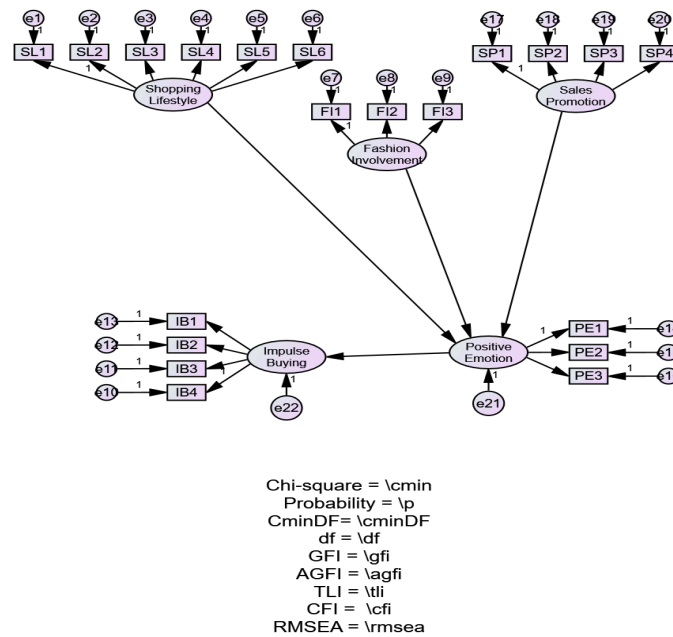 e1 e2 e3 e4 e5 e6
1 1 1 1 1 1
SL1 SL2 SL3 SL4 SL5 SL6
1
Shopping
Lifestyle
e7 e8 e9
1 1 1
FI1 FI2 FI3
1
Fashion
Involvement
e17 e18 e19 e20
1 1 1 1
SP1 SP2 SP3 SP4
1
Sales
Promotion
e13 1 IB1
e12 1 IB2
e11 1 IB3
e10 1 IB4
Impulse
Buying
1
e22
Positive
Emotion
1
e21
1 PE1 1
PE2 1
PE3 1
Chi-square = \cmin
Probability = \p
CminDF= \cminDF
df = \df
GFI = \gfi
AGFI = \agfi
TLI = \tli
CFI = \cfi
RMSEA = \rmsea